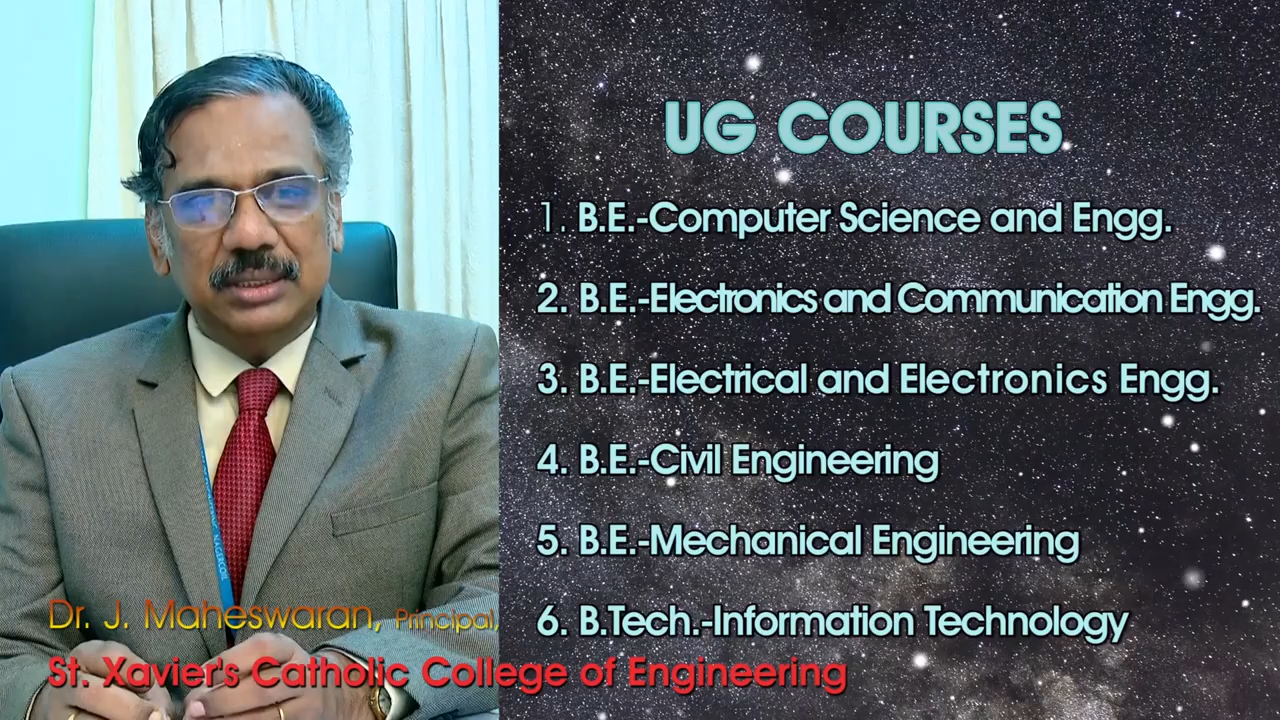 UG COURSES
1. B.E.-Computer Science and Engg.
2. B.E.-Electronics and Communication Engg.
3. B.E.-Electrical and Electronics Engg.
4. B.E.-Civil Engineering
5. B.E.-Mechanical Engineering
6. B.Tech.-Information Technology
NAGERCOIL
Dr. J. Maheswaran, Principal,
St. Xavier's Catholic College of Engineering